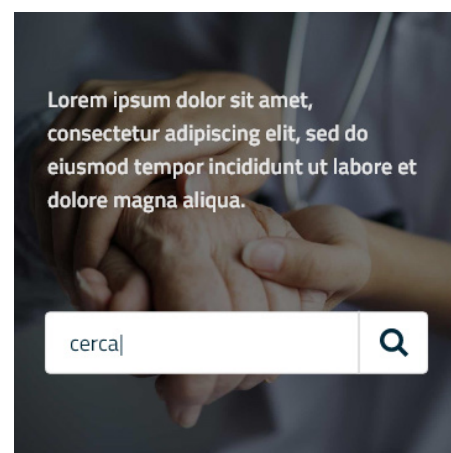 Lorem ipsum dolor sit amet,
consectetur adipiscing elit, sed do
eiusmod tempor incididunt ut labore et
dolore magna aliqua.
cerca